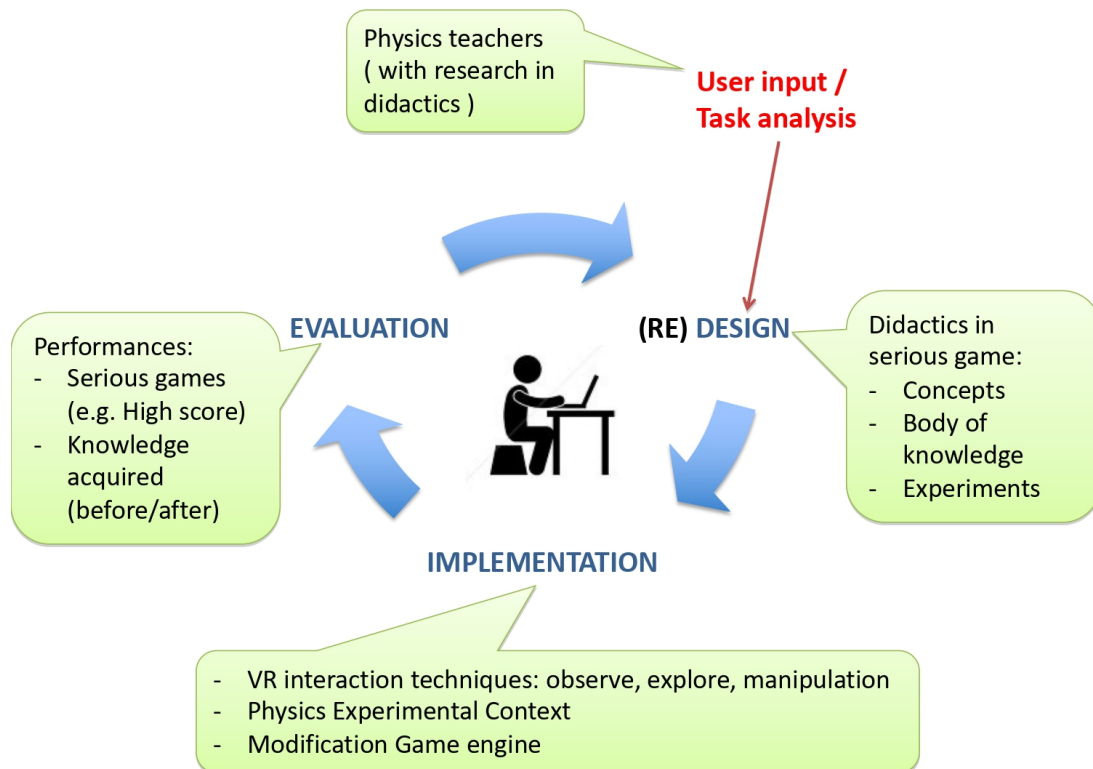 Physics teachers
( with research in
didactics )
User input /
Task analysis
EVALUATION
(RE) DESIGN
Performances:
- Serious games
(e.g. High score)
- Knowledge
acquired
(before/after)
Didactics in
serious game:
- Concepts
- Body of
knowledge
- Experiments
IMPLEMENTATION
- VR interaction techniques: observe, explore, manipulation
- Physics Experimental Context
- Modification Game engine